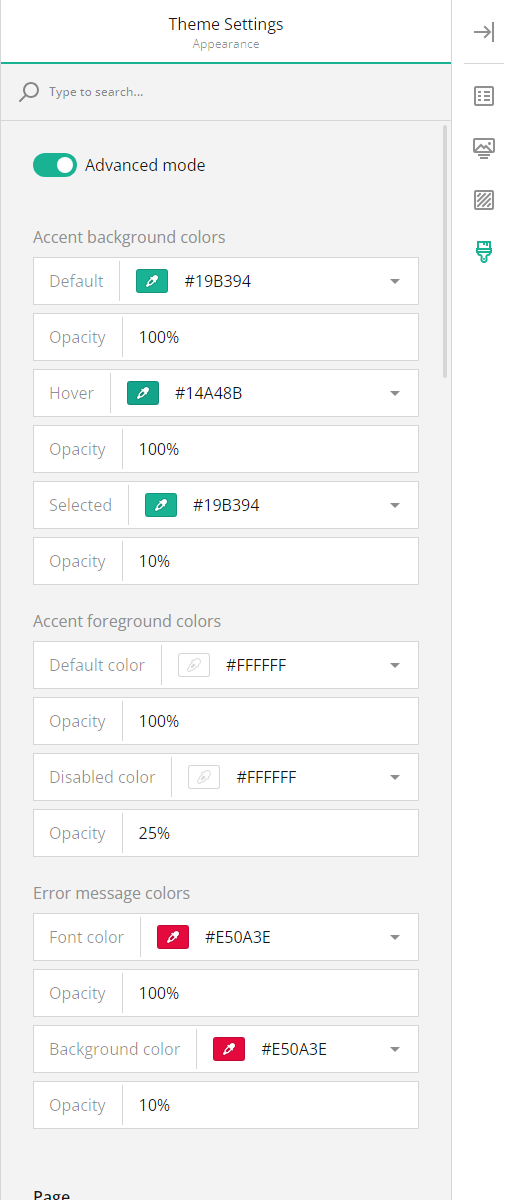 Theme Settings
Appearance
Type to search...
Advanced mode
Accent background colors
Default #19B394
Opacity 100%
Hover #14A48B
Opacity 100%
Selected #19B394
Opacity 10%
Accent foreground colors
Default color #FFFFFF
Opacity 100%
Disabled color #FFFFFF
Opacity 25%
Error message colors
Font color #E50A3E
Opacity 100%
Background color #E50A3E
Opacity 10%
Page